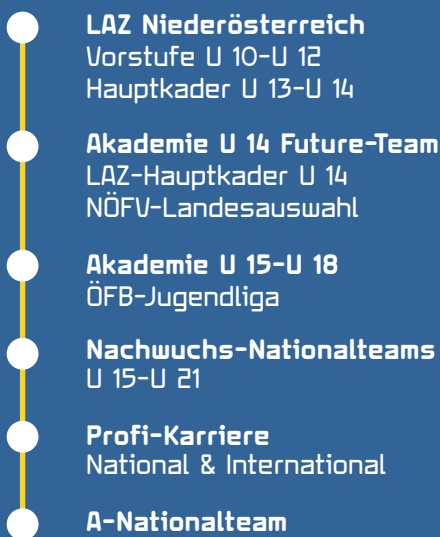 LAZ Niederösterreich
Vorstufe U 10-U 12
Hauptkader U 13-U 14
Akademie U 14 Future-Team
LAZ-Hauptkader U 14
NÖFV-Landesauswahl
Akademie U 15-U 18
ÖFB-Jugendliga
Nachwuchs-Nationalteams
U 15-U 21
Profi-Karriere
National & International
A-Nationalteam